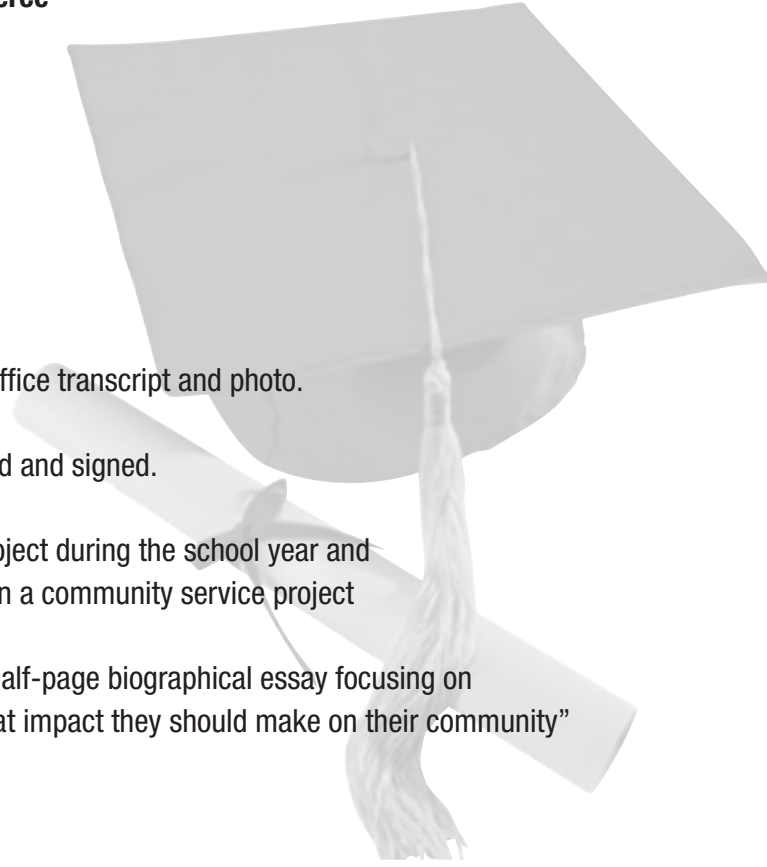 ffice transcript and photo.
d and signed.
oject during the school year and
n a community service project
alf-page biographical essay focusing on
at impact they should make on their community”